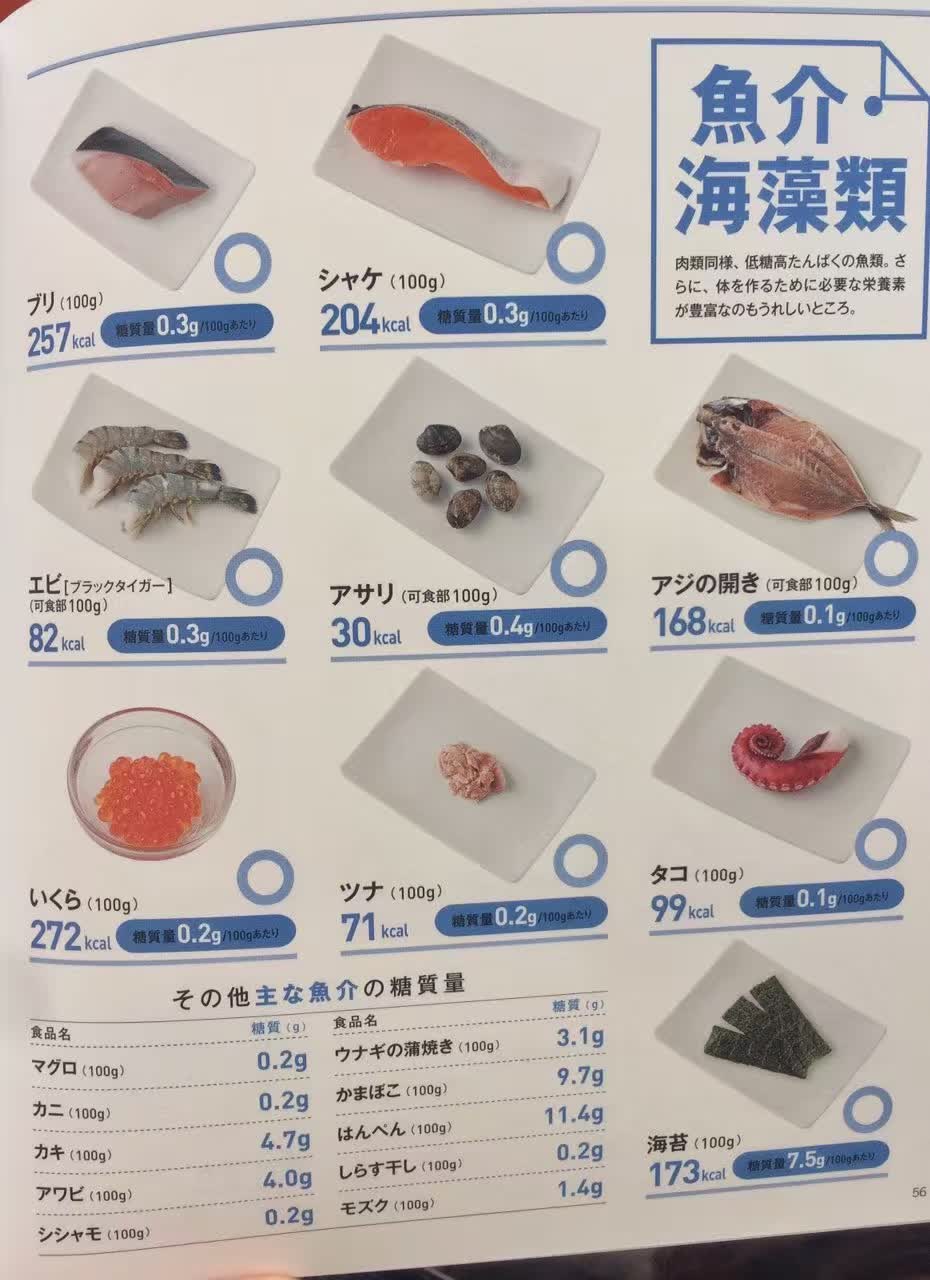 魚介・
海藻類
肉類同様、低糖高たんぱくの魚類。さ
らに、体を作るために必要な栄養素
が豊富なのもうれしいところ。
ブリ(100g)
257kcal 糖質量0.3g/100gあたり
シャケ(100g)
204kcal 糖質量0.3g/100gあたり
エビ[ブラックタイガー]
(可食部100g)
82kcal 糖質量0.3g/100gあたり
アサリ(可食部100g)
30kcal 糖質量0.4g/100gあたり
アジの開き(可食部100g)
168kcal 糖質量0.1g/100gあたり
いくら(100g)
272kcal 糖質量0.2g/100gあたり
ツナ(100g)
71kcal 糖質量0.2g/100gあたり
タコ(100g)
99kcal 糖質量0.1g/100gあたり
海苔(100g)
173kcal 糖質量7.5g/100gあたり
その他主な魚介の糖質量
食品名 糖質(g)
マグロ(100g) 0.2g
カニ(100g) 0.2g
カキ(100g) 4.7g
アワビ(100g) 4.0g
シシャモ(100g) 0.2g
食品名 糖質(g)
ウナギの蒲焼き(100g) 3.1g
かまぼこ(100g) 9.7g
はんぺん(100g) 11.4g
しらす干し(100g) 0.2g
モズク(100g) 1.4g
56